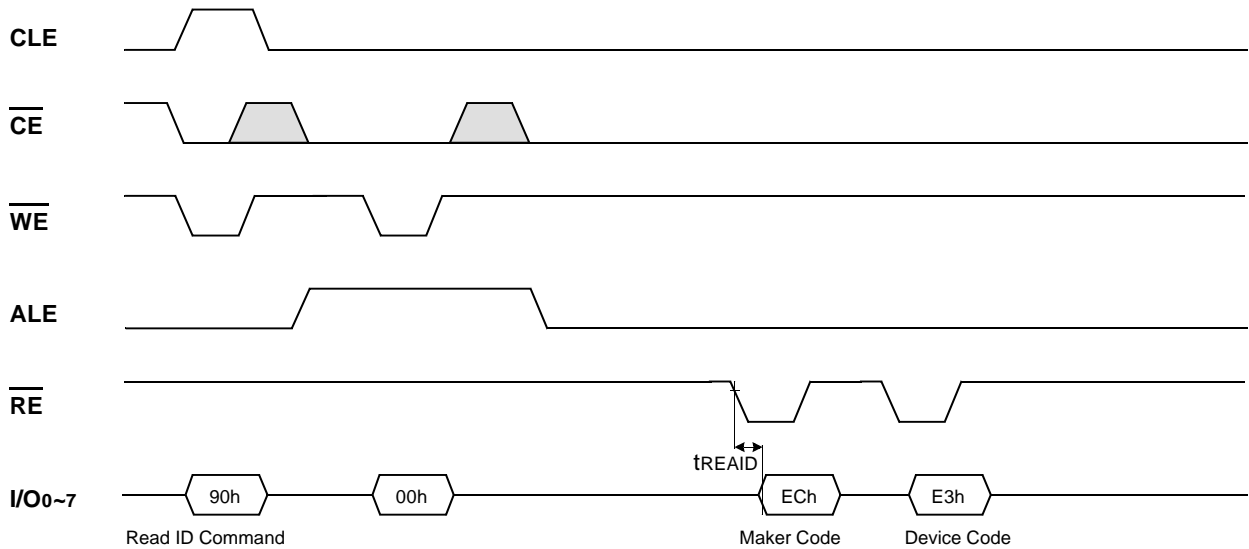 CLE
CE
WE
ALE
RE
tREAID
I/O0~7
90h
00h
ECh
E3h
Read ID Command
Maker Code
Device Code